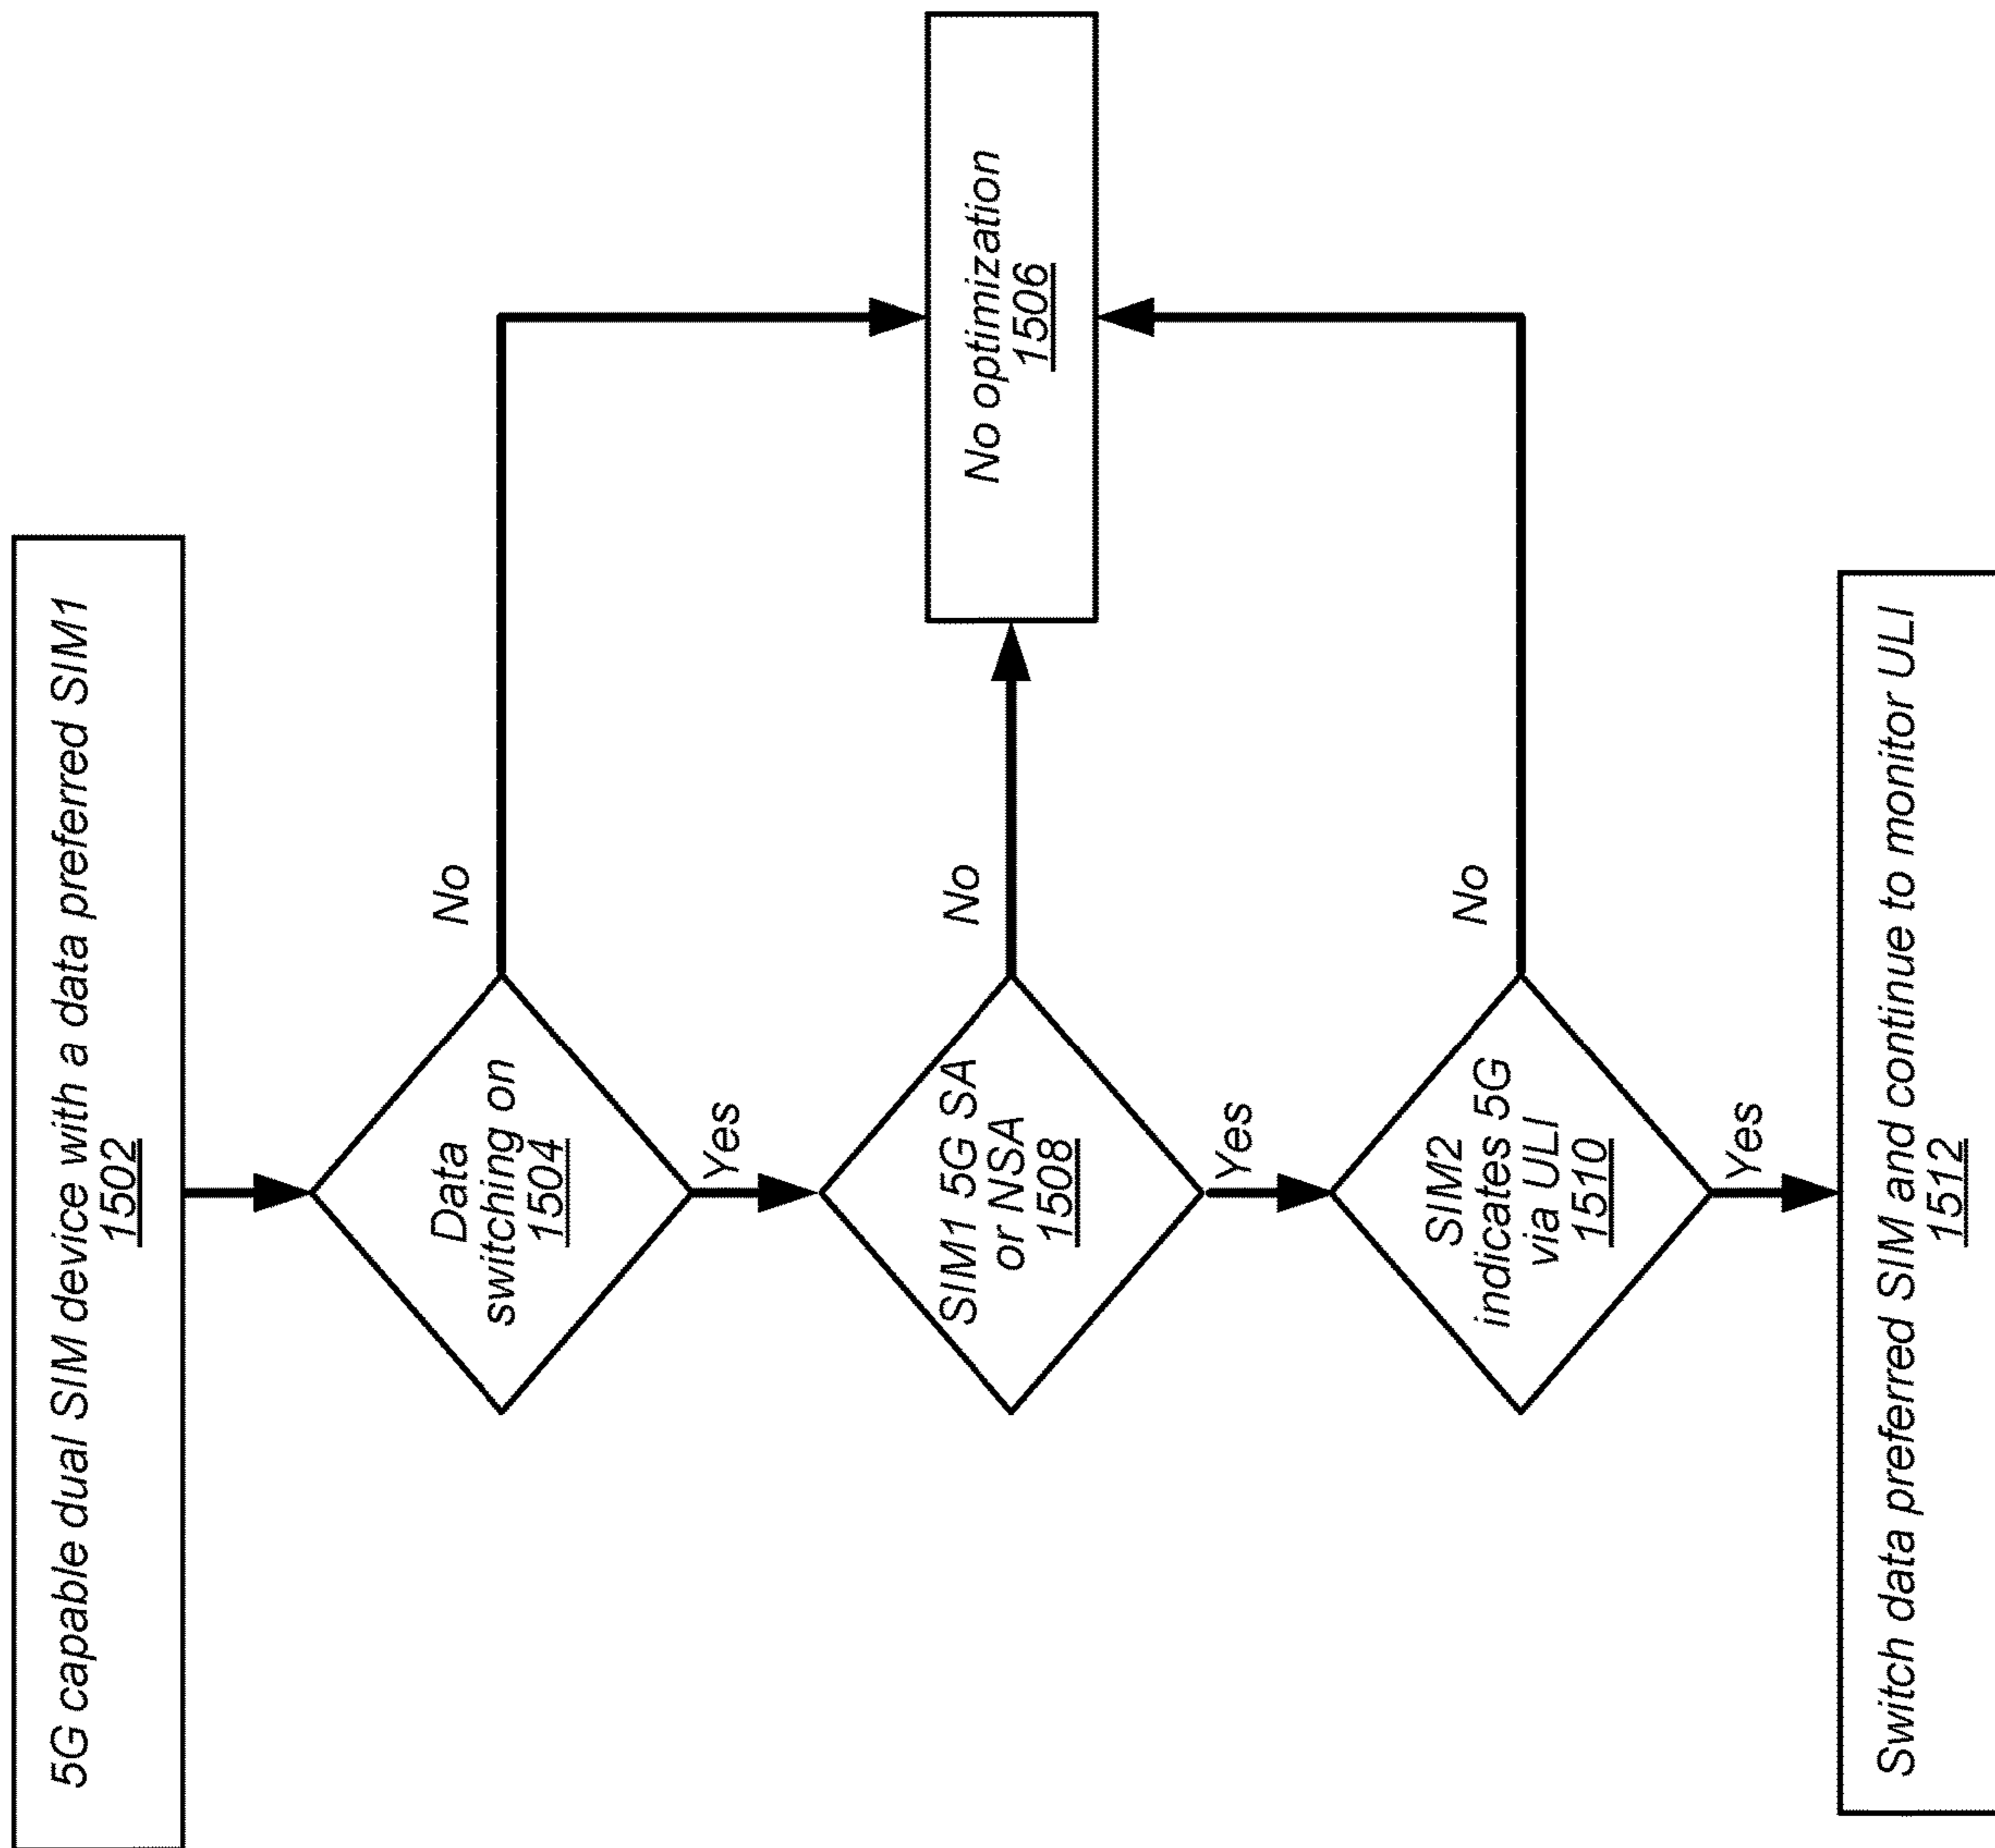 5G capable dual SIM device with a data preferred SIM1
1502
Data
switching on
1504
No
Yes
No optimization
1506
SIM1 5G SA
or NSA
1508
No
Yes
SIM2
indicates 5G
via ULI
1510
No
Yes
Switch data preferred SIM and continue to monitor ULI
1512